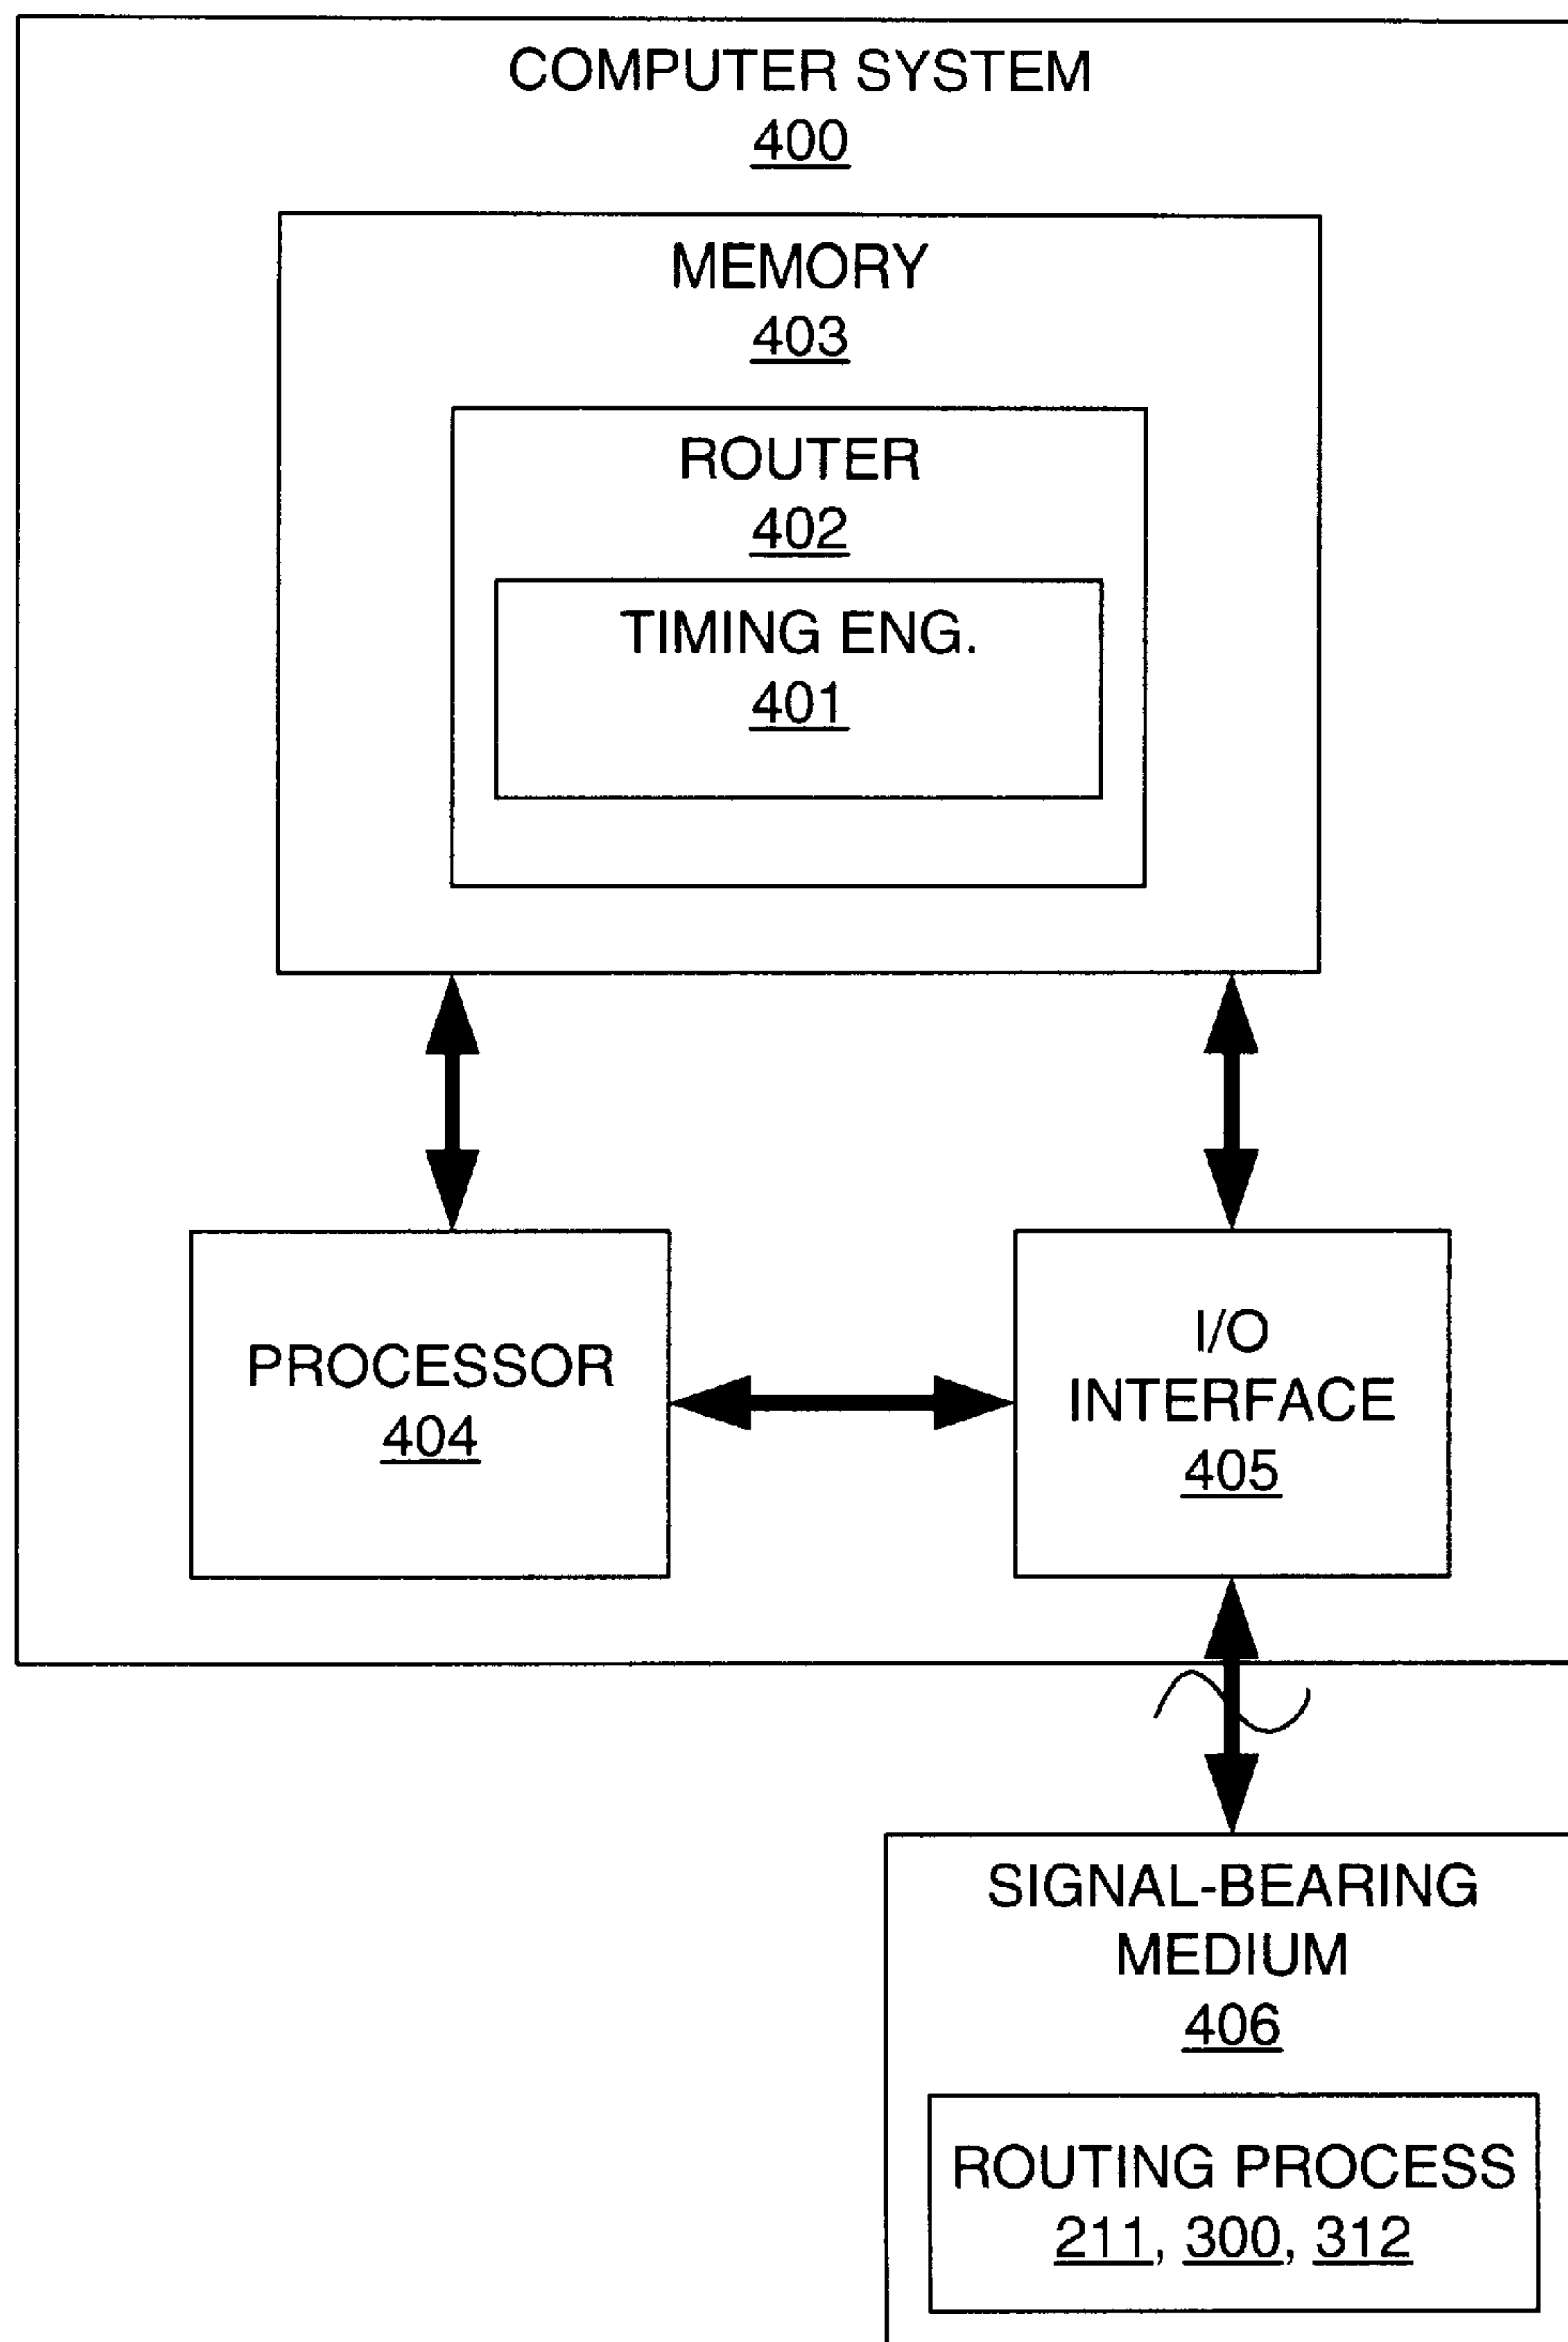 COMPUTER SYSTEM
400
MEMORY
403
ROUTER
402
TIMING ENG.
401
PROCESSOR
404
I/O
INTERFACE
405
SIGNAL-BEARING
MEDIUM
406
ROUTING PROCESS
211, 300, 312